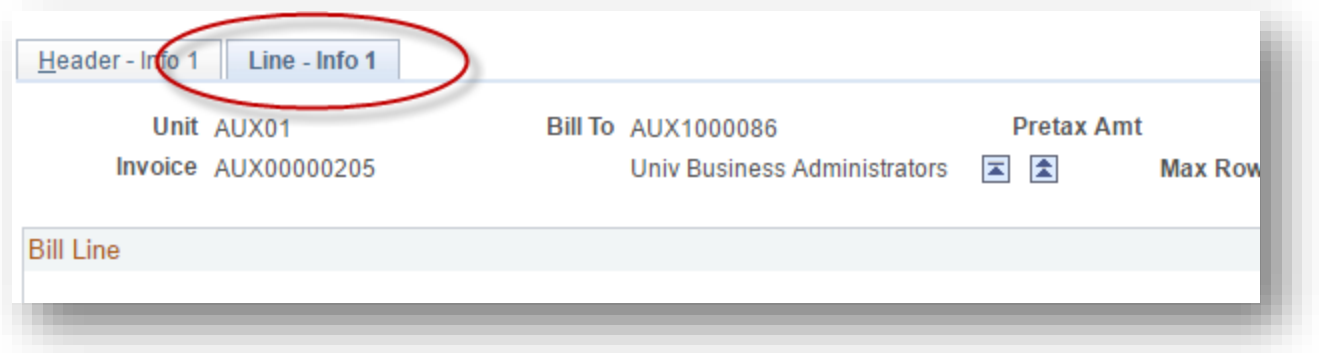 Header - Info 1 Line - Info 1
Unit AUX01 Bill To AUX1000086 Pretax Amt
Invoice AUX00000205 Univ Business Administrators Max Row
Bill Line